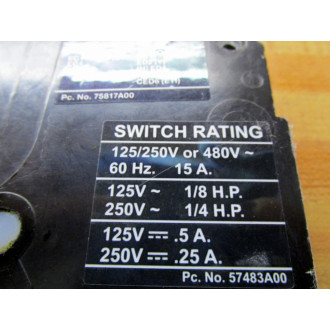 Pc. No. 75817A00
SWITCH RATING
125/250V or 480V ~
60 Hz. 15 A.
125V ~ 1/8 H.P.
250V ~ 1/4 H.P.
125V ⎓ .5 A.
250V ⎓ .25 A.
Pc. No. 57483A00